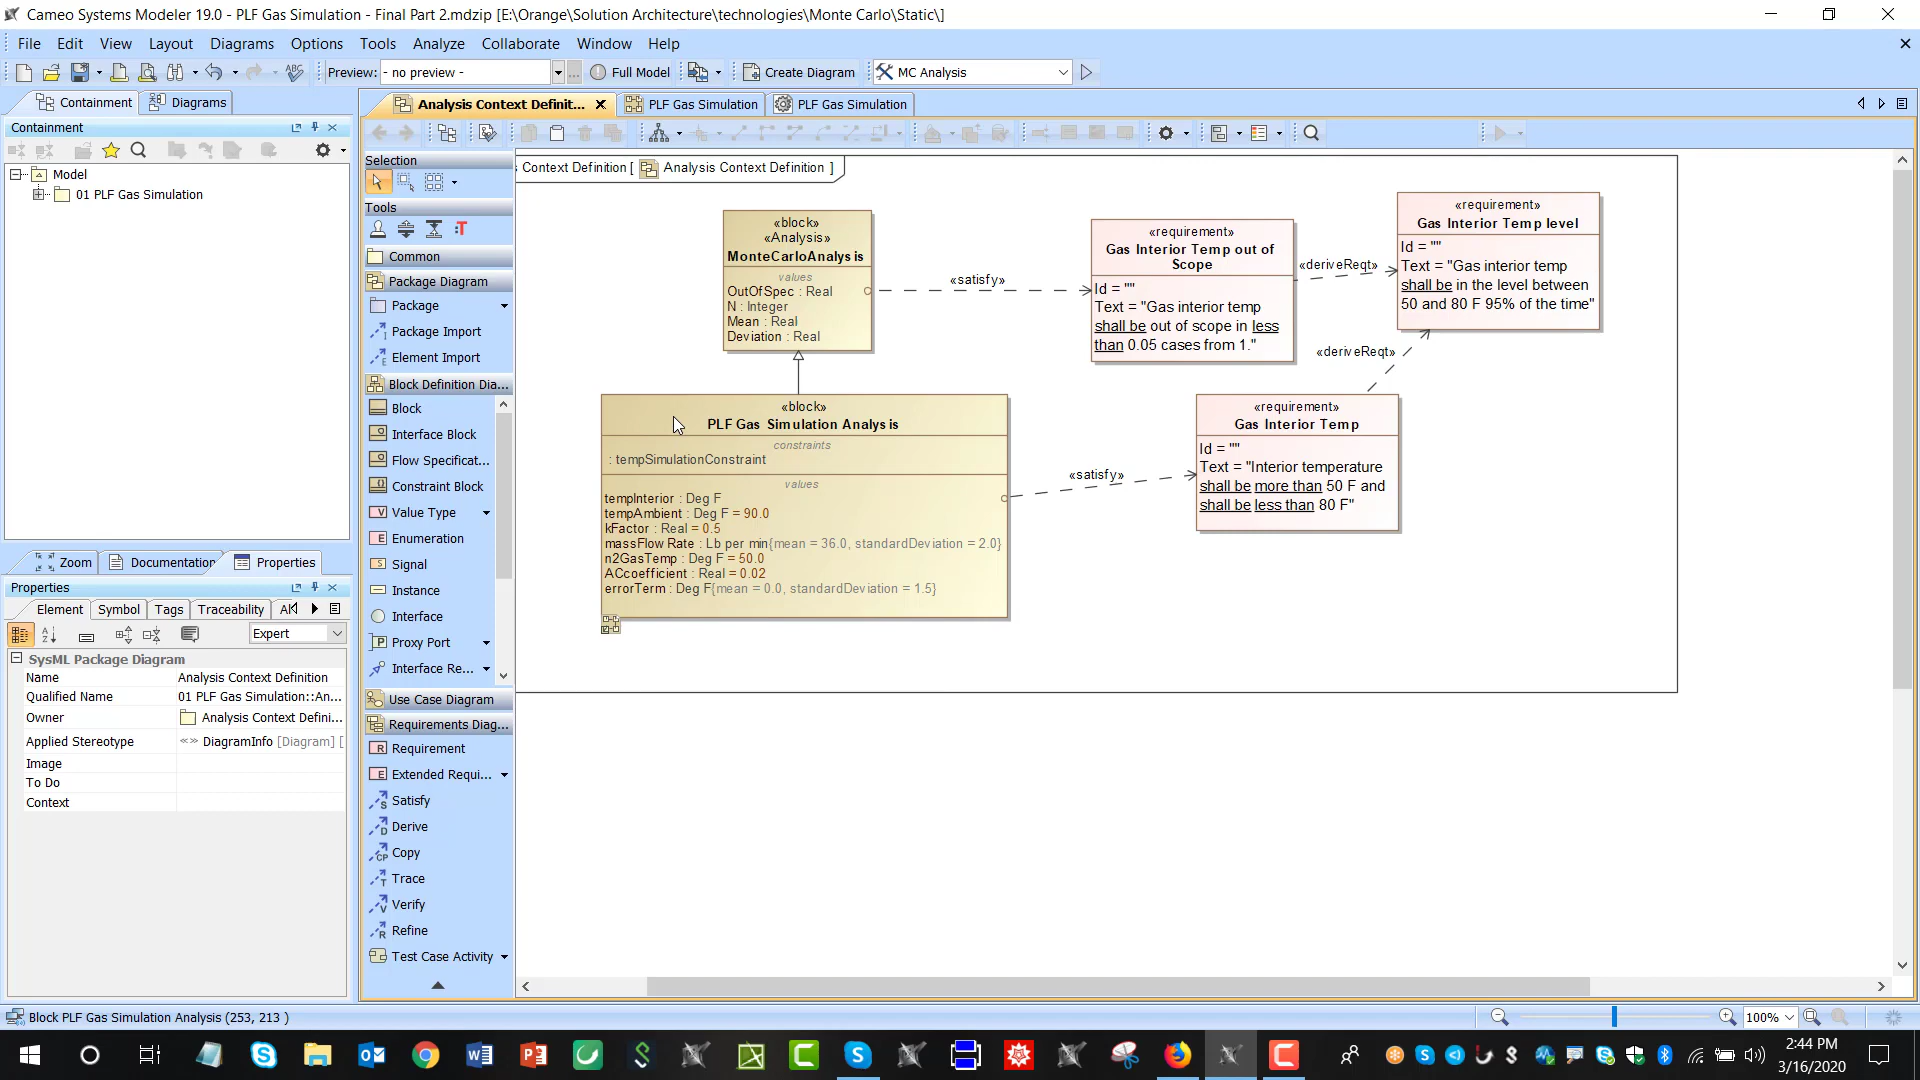 Cameo Systems Modeler 19.0 - PLF Gas Simulation - Final Part 2.mdzip [E:\Orange\Solution Architecture\technologies\Monte Carlo\Static\]
File Edit View Layout Diagrams Options Tools Analyze Collaborate Window Help
Preview: - no preview - ... Full Model Create Diagram MC Analysis
Containment Diagrams
Analysis Context Definit... PLF Gas Simulation PLF Gas Simulation
Containment
Model
01 PLF Gas Simulation
Zoom Documentation Properties
Properties
Element Symbol Tags Traceability Al
Expert
SysML Package Diagram
Name Analysis Context Definition
Qualified Name 01 PLF Gas Simulation::An...
Owner Analysis Context Defini...
Applied Stereotype «» DiagramInfo [Diagram] [
Image
To Do
Context
Selection
Tools
Common
Package Diagram
Package
Package Import
Element Import
Block Definition Dia...
Block
Interface Block
Flow Specificat...
Constraint Block
Value Type
Enumeration
Signal
Instance
Interface
Proxy Port
Interface Re...
Use Case Diagram
Requirements Diag...
Requirement
Extended Requi...
Satisfy
Derive
Copy
Trace
Verify
Refine
Test Case Activity
s Context Definition [ Analysis Context Definition ]
«block»
«Analysis»
MonteCarloAnalysis
values
OutOfSpec : Real
N : Integer
Mean : Real
Deviation : Real
«satisfy»
«requirement»
Gas Interior Temp out of
Scope
Id = ""
Text = "Gas interior temp
shall be out of scope in less
than 0.05 cases from 1."
«deriveReqt»
«requirement»
Gas Interior Temp level
Id = ""
Text = "Gas interior temp
shall be in the level between
50 and 80 F 95% of the time"
«deriveReqt»
«block»
PLF Gas Simulation Analysis
constraints
: tempSimulationConstraint
values
tempInterior : Deg F
tempAmbient : Deg F = 90.0
kFactor : Real = 0.5
massFlow Rate : Lb per min{mean = 36.0, standardDeviation = 2.0}
n2GasTemp : Deg F = 50.0
ACcoefficient : Real = 0.02
errorTerm : Deg F{mean = 0.0, standardDeviation = 1.5}
«satisfy»
«requirement»
Gas Interior Temp
Id = ""
Text = "Interior temperature
shall be more than 50 F and
shall be less than 80 F"
Block PLF Gas Simulation Analysis (253, 213 )
100%
2:44 PM
3/16/2020